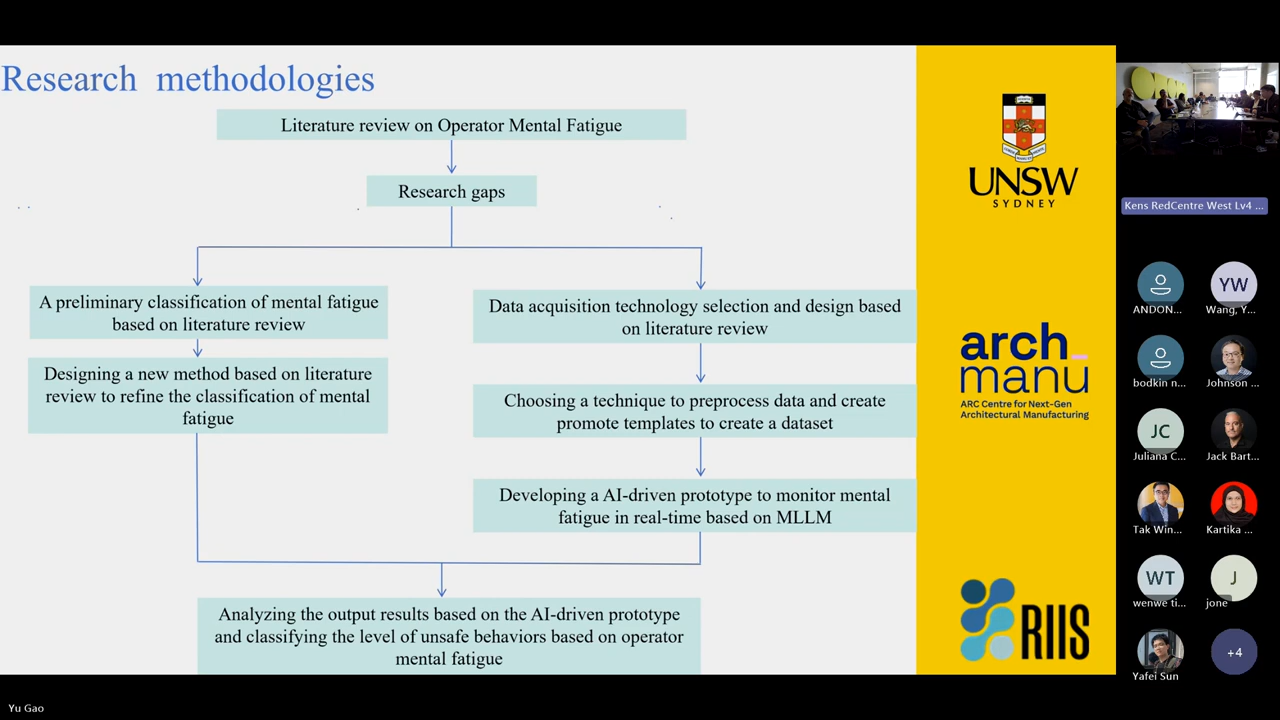 Research methodologies
Literature review on Operator Mental Fatigue
Research gaps
A preliminary classification of mental fatigue
based on literature review
Designing a new method based on literature
review to refine the classification of mental
fatigue
Data acquisition technology selection and design based
on literature review
Choosing a technique to preprocess data and create
promote templates to create a dataset
Developing a AI-driven prototype to monitor mental
fatigue in real-time based on MLLM
Analyzing the output results based on the AI-driven prototype
and classifying the level of unsafe behaviors based on operator
mental fatigue
UNSW
SYDNEY
arch_
manu
ARC Centre for Next-Gen
Architectural Manufacturing
RIIS
Kens RedCentre West Lv4 ...
ANDON...
YW
Wang, Y...
bodkin n...
Johnson ...
JC
Juliana C...
Jack Bart...
Tak Win...
Kartika ...
WT
wenwe ti...
J
jone
Yafei Sun
+4
Yu Gao